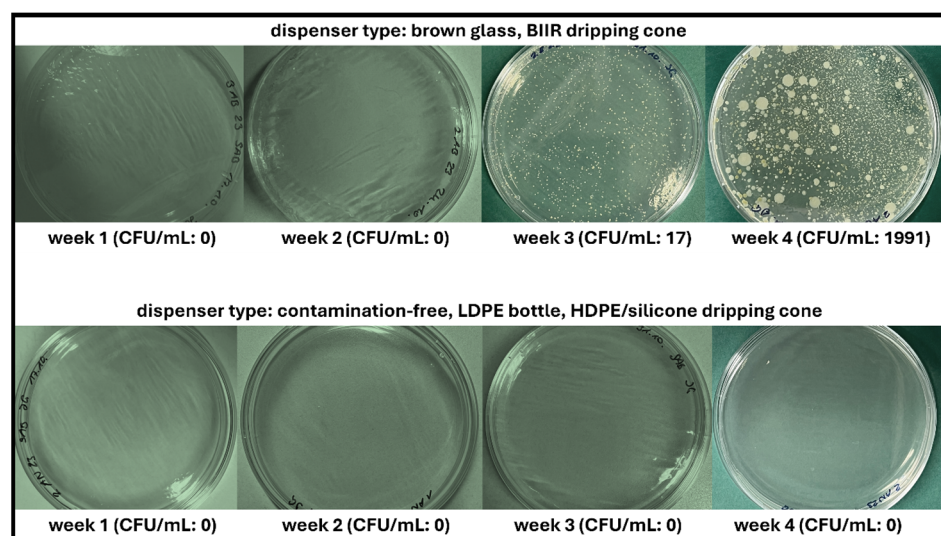 dispenser type: brown glass, BIIR dripping cone
week 1 (CFU/mL: 0)
week 2 (CFU/mL: 0)
week 3 (CFU/mL: 17)
week 4 (CFU/mL: 1991)
dispenser type: contamination-free, LDPE bottle, HDPE/silicone dripping cone
week 1 (CFU/mL: 0)
week 2 (CFU/mL: 0)
week 3 (CFU/mL: 0)
week 4 (CFU/mL: 0)